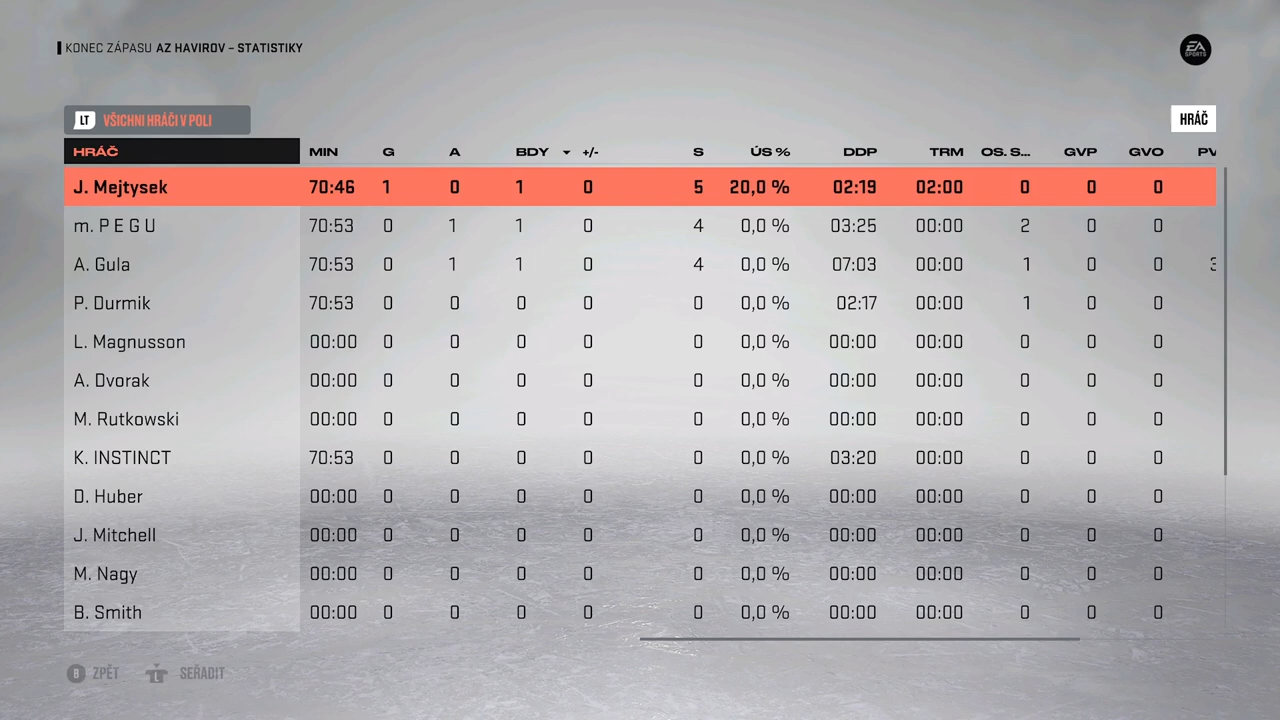 KONEC ZÁPASU AZ HAVIROV – STATISTIKY
EA SPORTS
LT VŠICHNI HRÁČI V POLI
HRÁČ
HRÁČ MIN G A BDY +/- S ÚS % DDP TRM OS. S... GVP GVO PV
J. Mejtysek 70:46 1 0 1 0 5 20,0 % 02:19 02:00 0 0 0
m. P E G U 70:53 0 1 1 0 4 0,0 % 03:25 00:00 2 0 0
A. Gula 70:53 0 1 1 0 4 0,0 % 07:03 00:00 1 0 0
P. Durmik 70:53 0 0 0 0 0 0,0 % 02:17 00:00 1 0 0
L. Magnusson 00:00 0 0 0 0 0 0,0 % 00:00 00:00 0 0 0
A. Dvorak 00:00 0 0 0 0 0 0,0 % 00:00 00:00 0 0 0
M. Rutkowski 00:00 0 0 0 0 0 0,0 % 00:00 00:00 0 0 0
K. INSTINCT 70:53 0 0 0 0 0 0,0 % 03:20 00:00 0 0 0
D. Huber 00:00 0 0 0 0 0 0,0 % 00:00 00:00 0 0 0
J. Mitchell 00:00 0 0 0 0 0 0,0 % 00:00 00:00 0 0 0
M. Nagy 00:00 0 0 0 0 0 0,0 % 00:00 00:00 0 0 0
B. Smith 00:00 0 0 0 0 0 0,0 % 00:00 00:00 0 0 0
B ZPĚT L SEŘADIT